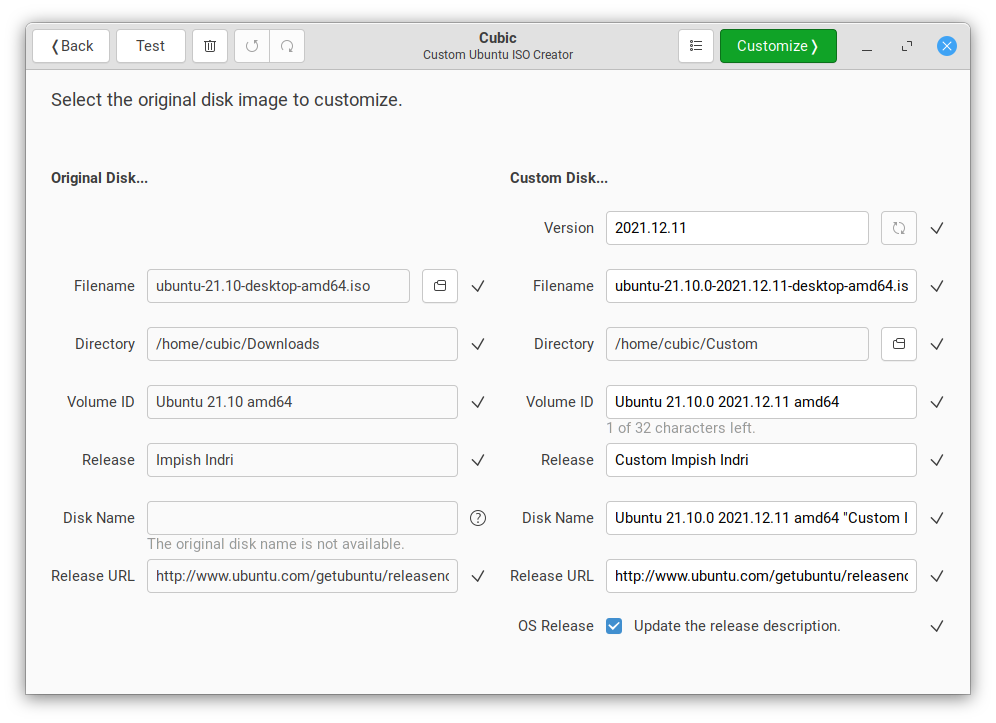 ❬Back
Test
Cubic
Custom Ubuntu ISO Creator
Customize ❭
Select the original disk image to customize.
Original Disk...
Custom Disk...
Version 2021.12.11
Filename ubuntu-21.10-desktop-amd64.iso
Filename ubuntu-21.10.0-2021.12.11-desktop-amd64.is
Directory /home/cubic/Downloads
Directory /home/cubic/Custom
Volume ID Ubuntu 21.10 amd64
Volume ID Ubuntu 21.10.0 2021.12.11 amd64
1 of 32 characters left.
Release Impish Indri
Release Custom Impish Indri
Disk Name
The original disk name is not available.
Disk Name Ubuntu 21.10.0 2021.12.11 amd64 "Custom I
Release URL http://www.ubuntu.com/getubuntu/releasenc
Release URL http://www.ubuntu.com/getubuntu/releasenc
OS Release Update the release description.